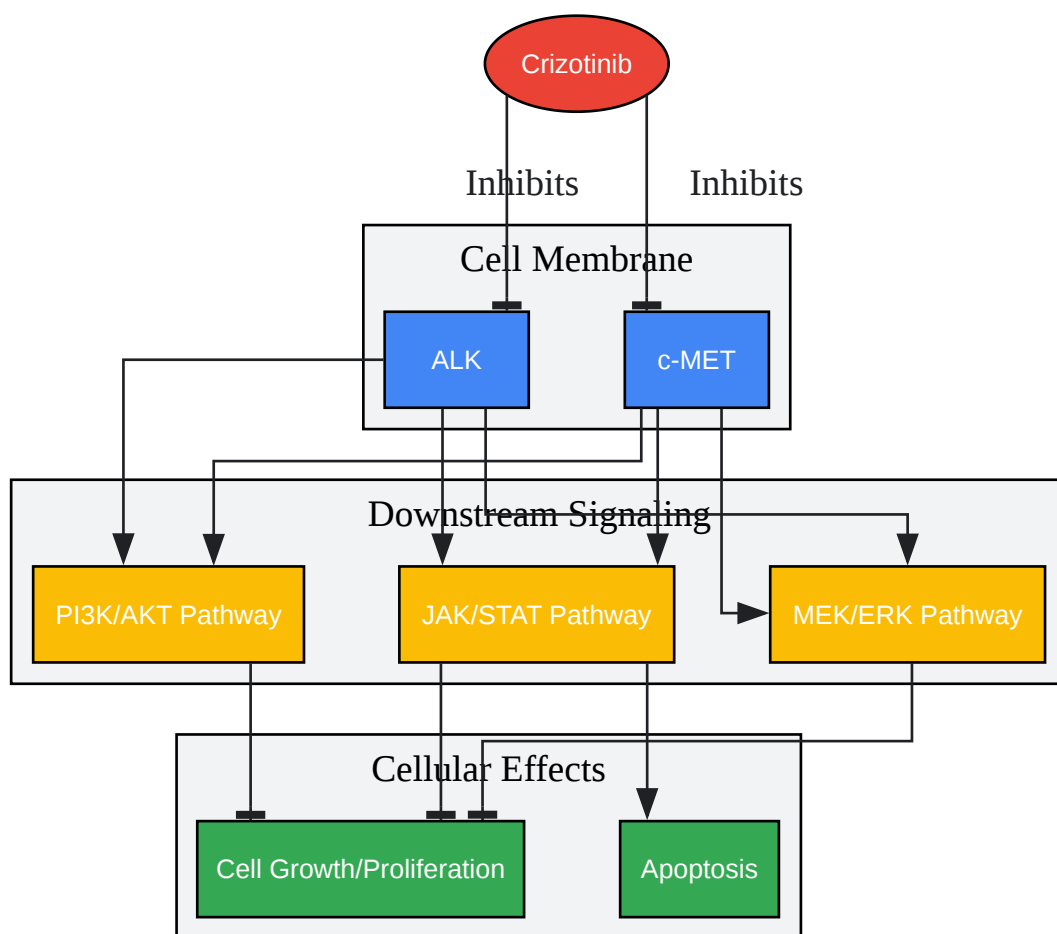 Crizotinib
Inhibits
Inhibits
Cell Membrane
ALK
c-MET
Downstream Signaling
PI3K/AKT Pathway
JAK/STAT Pathway
MEK/ERK Pathway
Cellular Effects
Cell Growth/Proliferation
Apoptosis